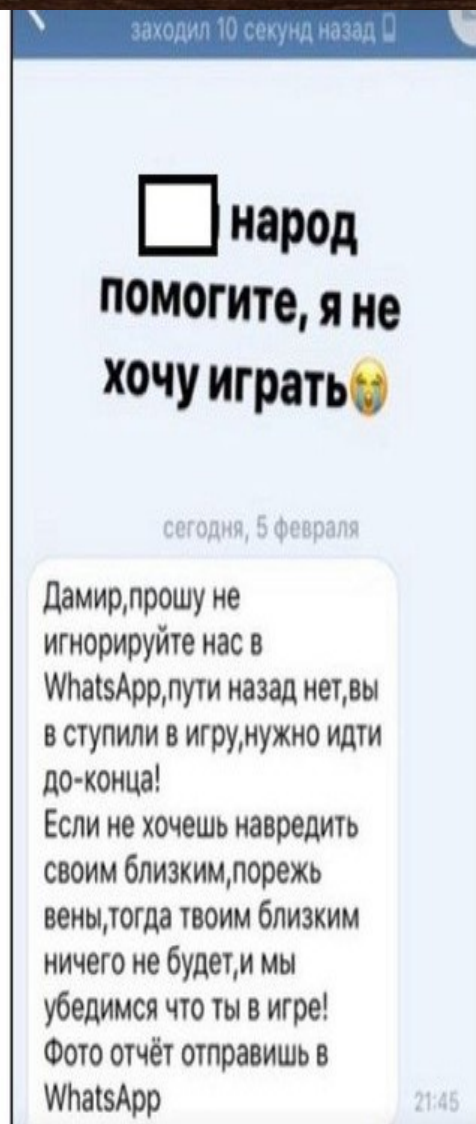 заходил 10 секунд назад
народ
помогите, я не
хочу играть😭
сегодня, 5 февраля
Дамир,прошу не
игнорируйте нас в
WhatsApp,пути назад нет,вы
в ступили в игру,нужно идти
до-конца!
Если не хочешь навредить
своим близким,порежь
вены,тогда твоим близким
ничего не будет,и мы
убедимся что ты в игре!
Фото отчёт отправишь в
WhatsApp
21:45